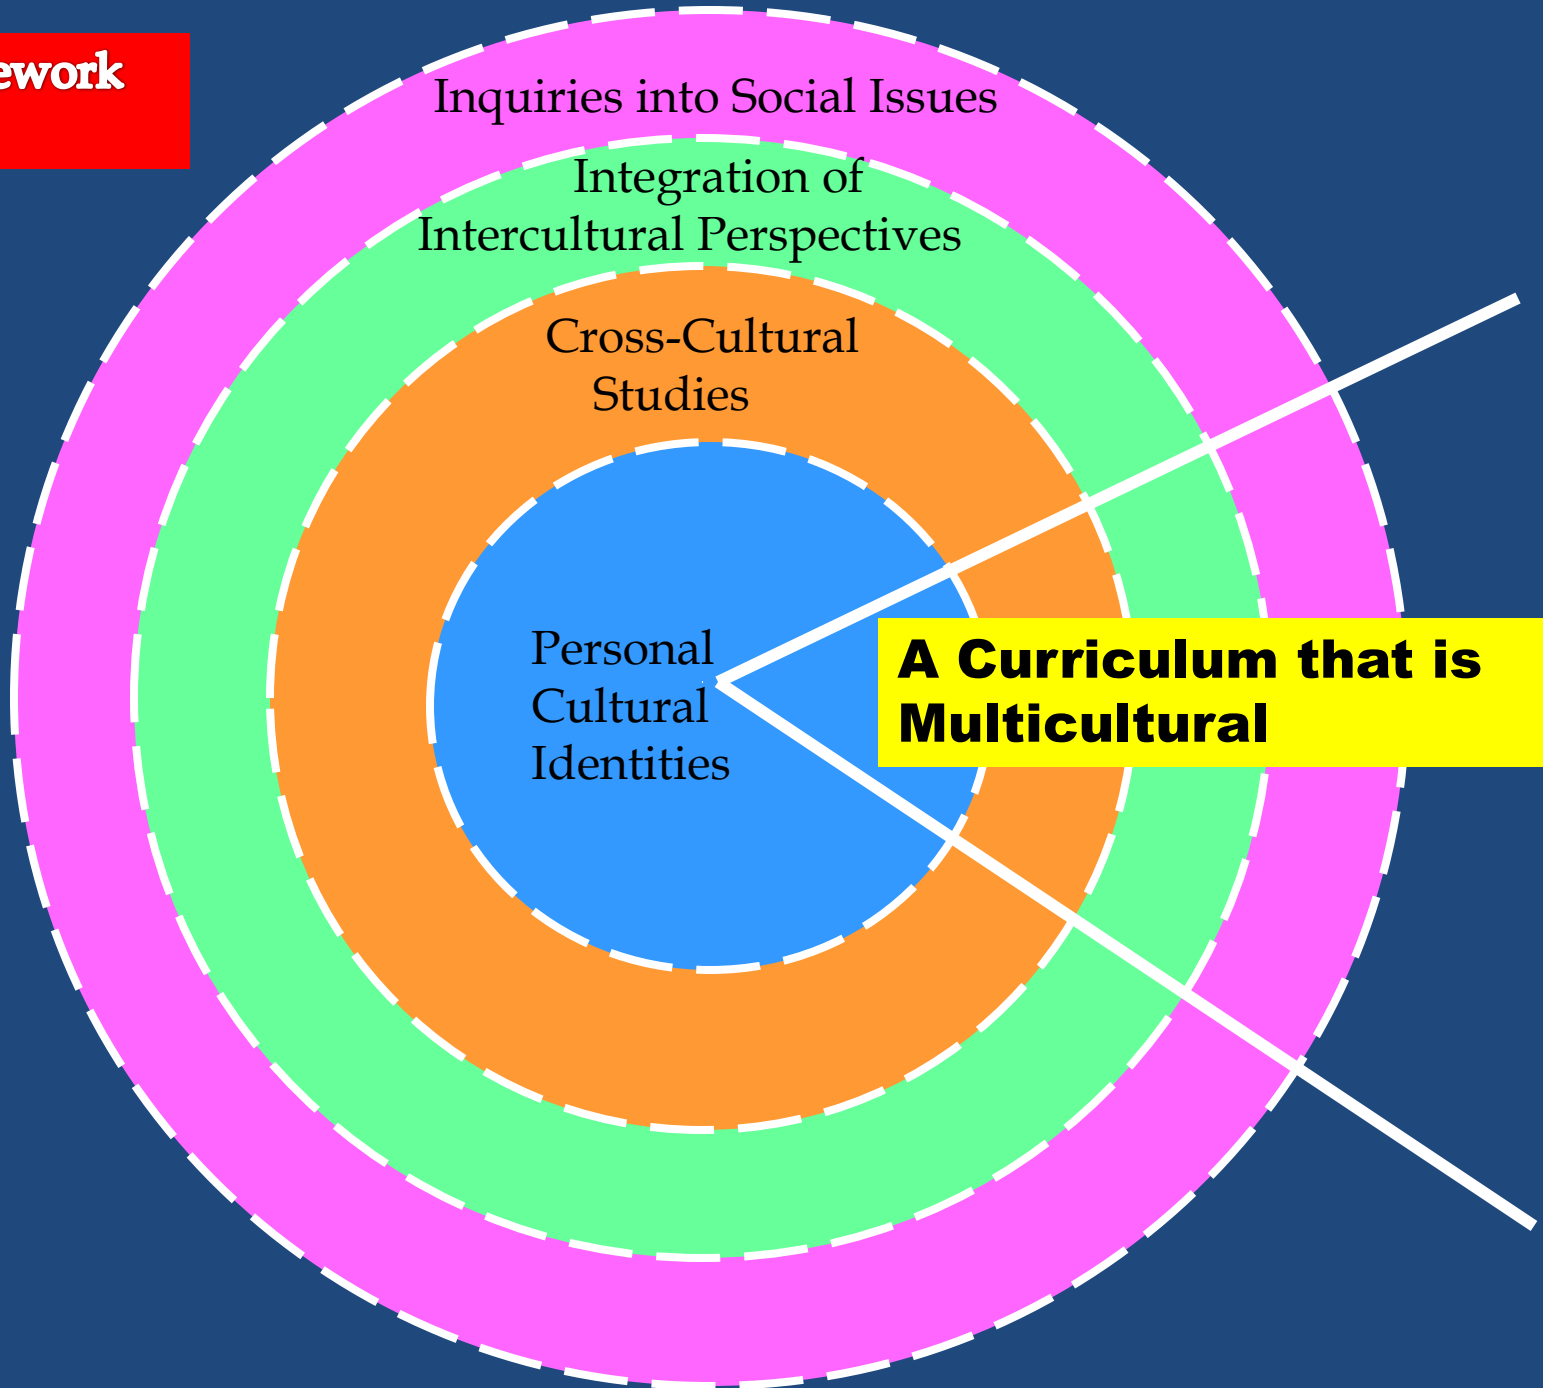 ework
Inquiries into Social Issues
Integration of
Intercultural Perspectives
Cross-Cultural
Studies
Personal
Cultural
Identities
A Curriculum that is
Multicultural